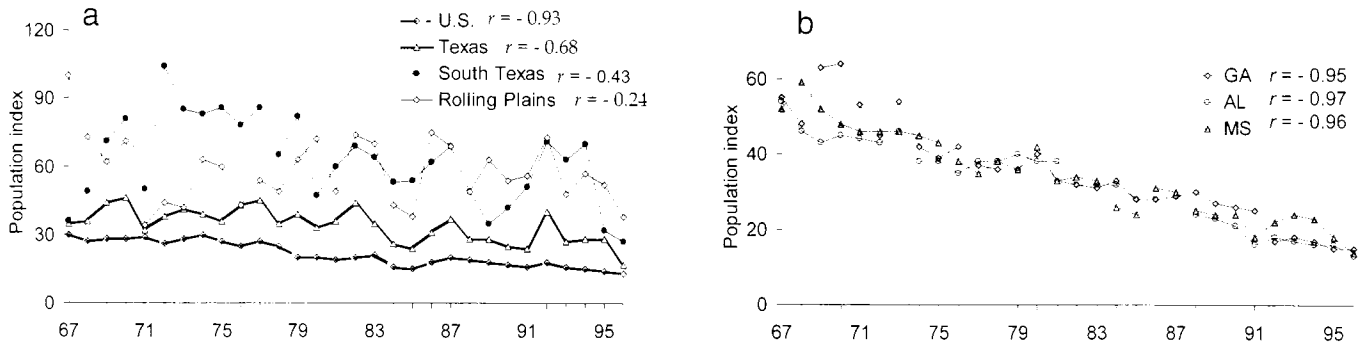 a
U.S. r = - 0.93
Texas r = - 0.68
South Texas r = - 0.43
Rolling Plains r = - 0.24
Population index
120
90
60
30
0
67 71 75 79 83 87 91 95
b
GA r = - 0.95
AL r = - 0.97
MS r = - 0.96
Population index
60
40
20
0
67 71 75 79 83 87 91 95